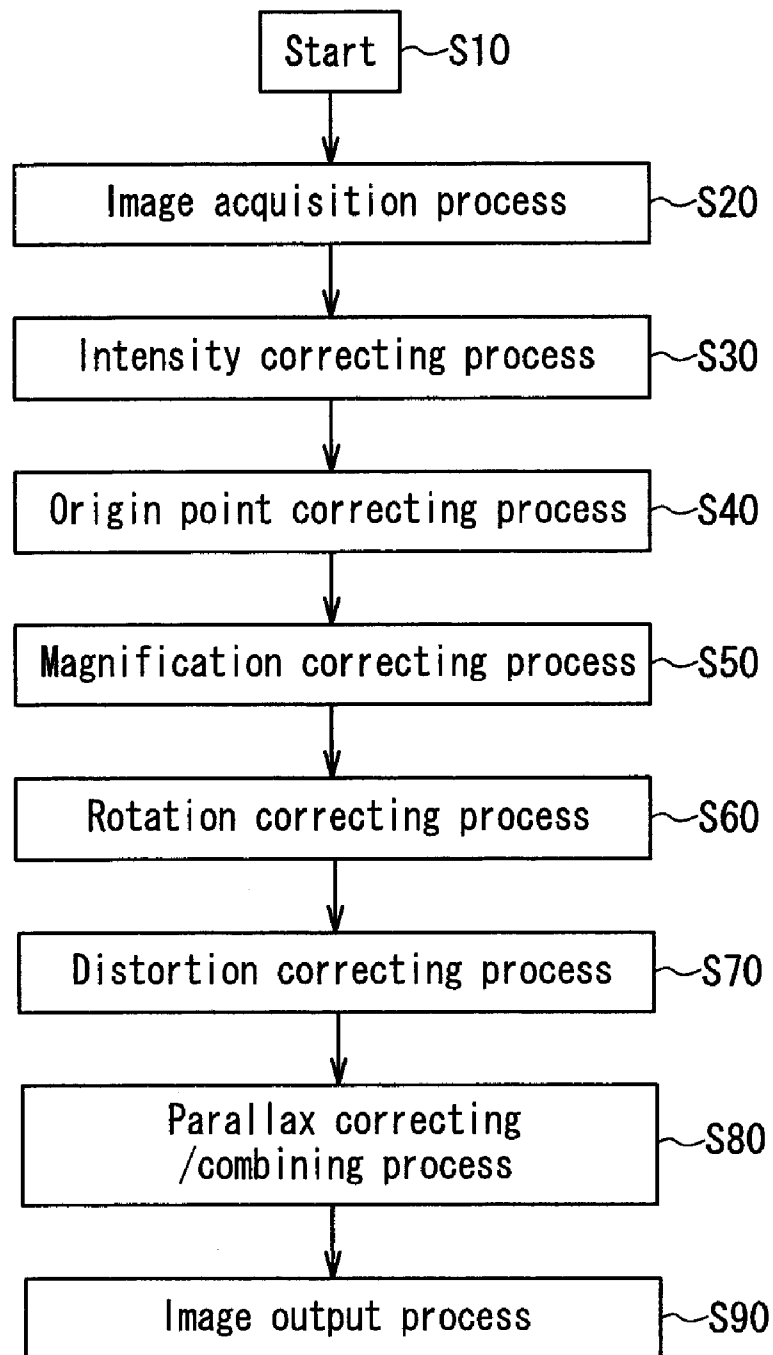 Start S10
Image acquisition process S20
Intensity correcting process S30
Origin point correcting process S40
Magnification correcting process S50
Rotation correcting process S60
Distortion correcting process S70
Parallax correcting
/combining process S80
Image output process S90